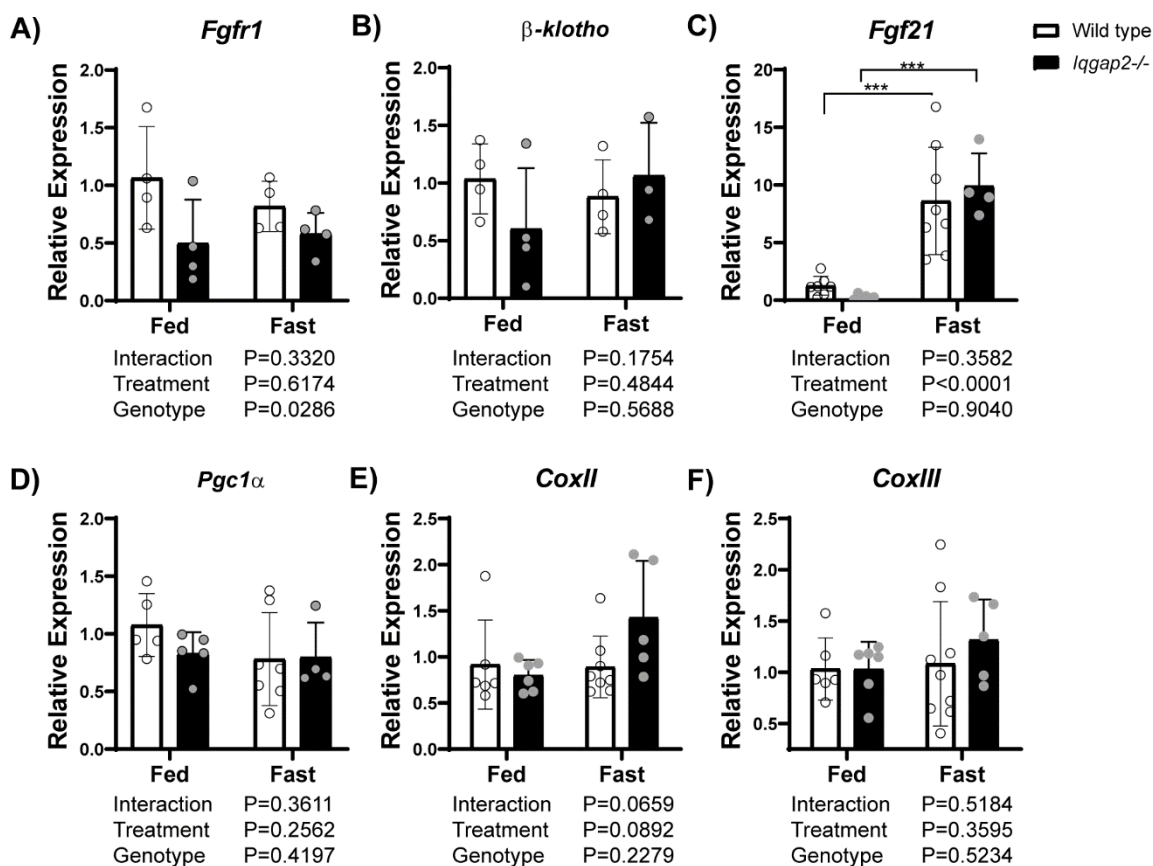 A)
Fgfr1
Relative Expression
2.0
1.5
1.0
0.5
0.0
Fed Fast
Interaction P=0.3320
Treatment P=0.6174
Genotype P=0.0286
B)
β-klotho
Relative Expression
2.0
1.5
1.0
0.5
0.0
Fed Fast
Interaction P=0.1754
Treatment P=0.4844
Genotype P=0.5688
C)
Fgf21
Relative Expression
20
15
10
5
0
***
***
Fed Fast
Interaction P=0.3582
Treatment P<0.0001
Genotype P=0.9040
Wild type
Iqgap2-/-
D)
Pgc1α
Relative Expression
2.0
1.5
1.0
0.5
0.0
Fed Fast
Interaction P=0.3611
Treatment P=0.2562
Genotype P=0.4197
E)
CoxII
Relative Expression
2.5
2.0
1.5
1.0
0.5
0.0
Fed Fast
Interaction P=0.0659
Treatment P=0.0892
Genotype P=0.2279
F)
CoxIII
Relative Expression
2.5
2.0
1.5
1.0
0.5
Fed Fast
Interaction P=0.5184
Treatment P=0.3595
Genotype P=0.5234